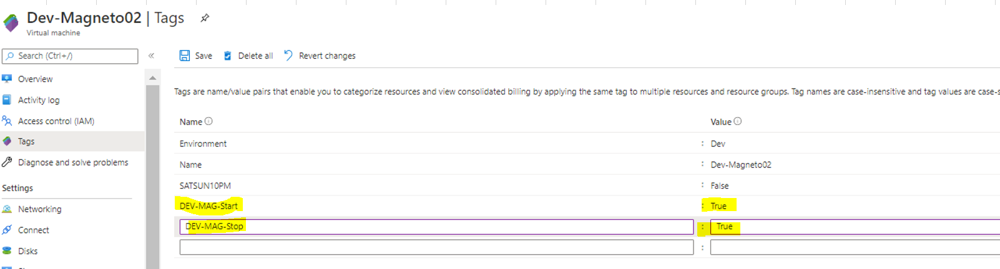 Dev-Magneto02 | Tags
Virtual machine
Search (Ctrl+/)
«
Save
Delete all
Revert changes
Overview
Activity log
Access control (IAM)
Tags
Diagnose and solve problems
Settings
Networking
Connect
Disks
Tags are name/value pairs that enable you to categorize resources and view consolidated billing by applying the same tag to multiple resources and resource groups. Tag names are case-insensitive and tag values are case-s
Name Value
Environment : Dev
Name : Dev-Magneto02
SATSUN10PM : False
DEV-MAG-Start : True
DEV-MAG-Stop : True
: